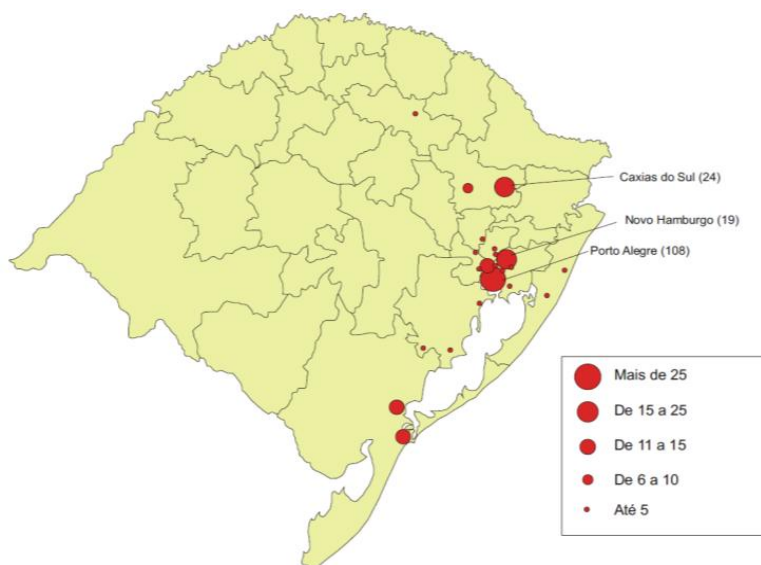 Caxias do Sul (24)
Novo Hamburgo (19)
Porto Alegre (108)
Mais de 25
De 15 a 25
De 11 a 15
De 6 a 10
Até 5